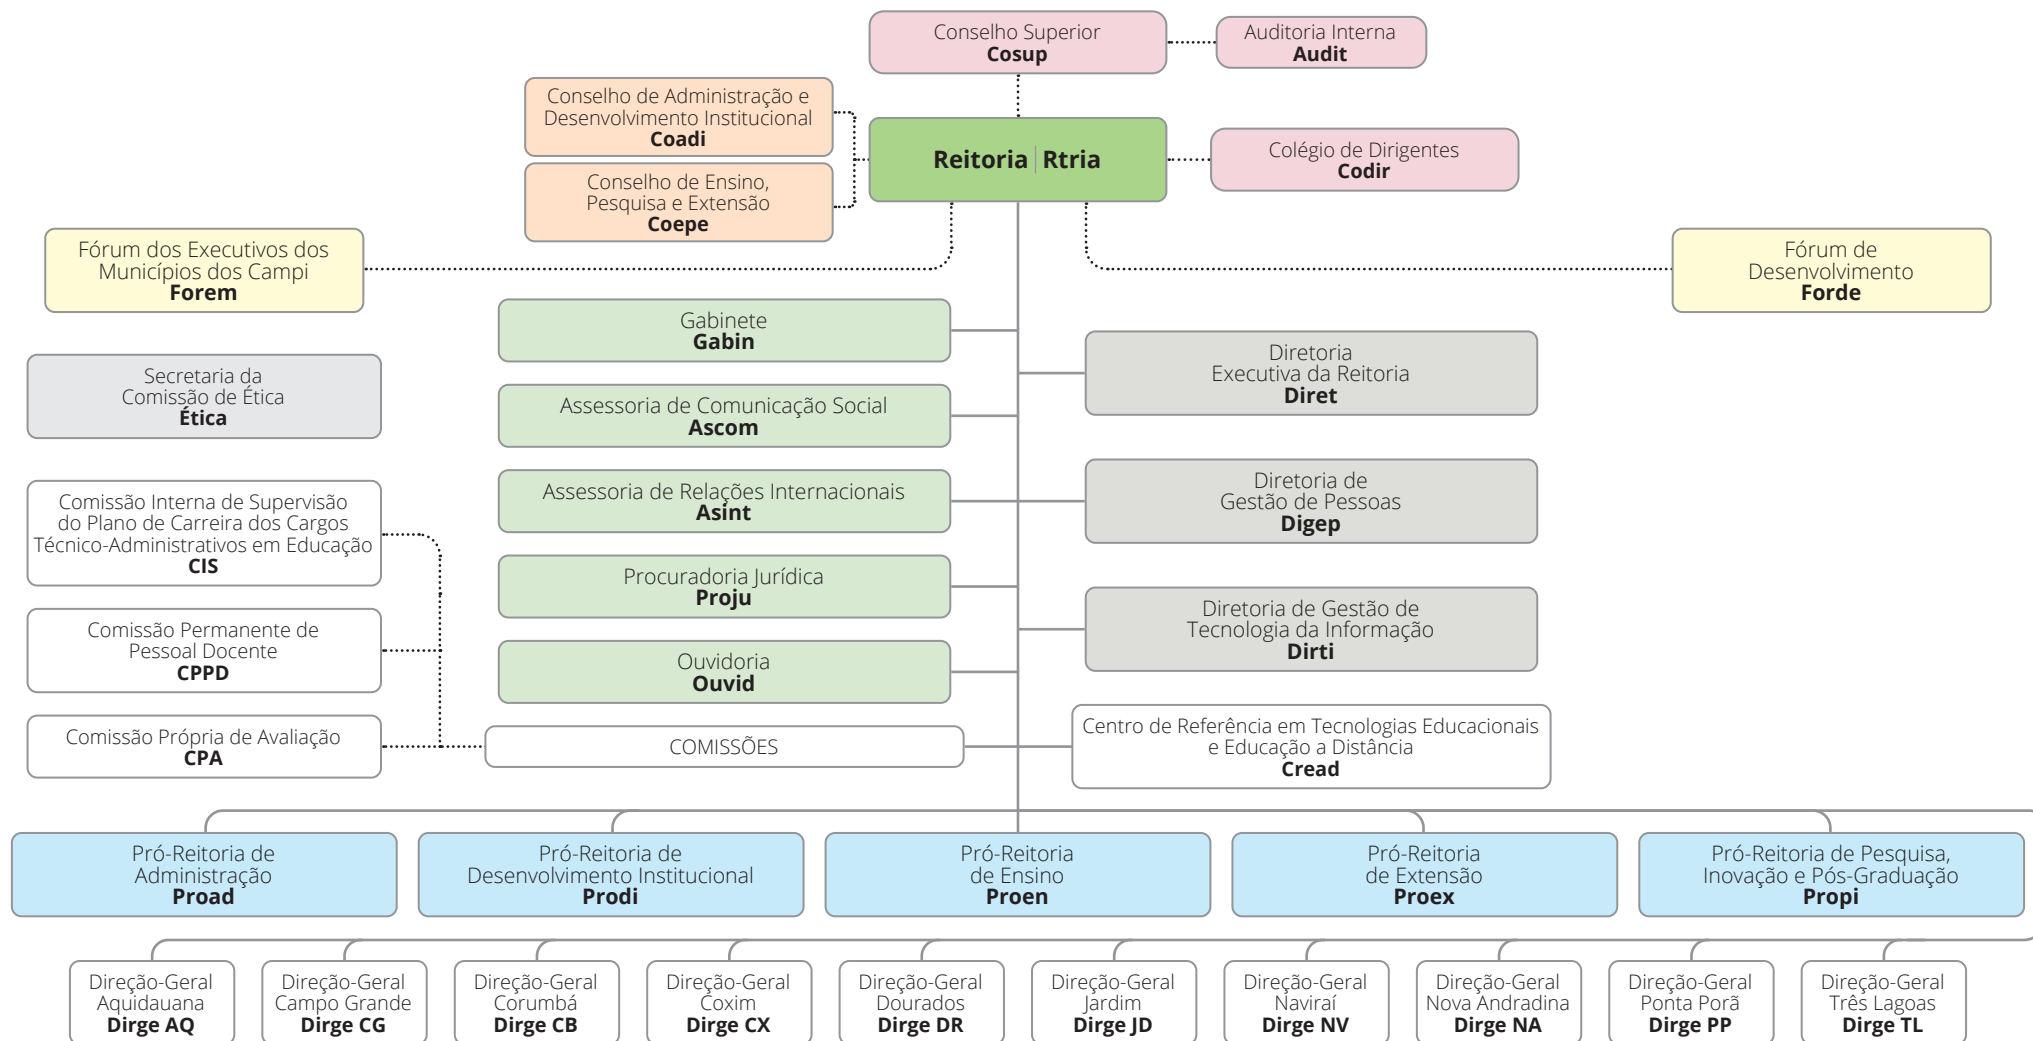 Conselho Superior
Cosup
Auditoria Interna
Audit
Conselho de Administração e
Desenvolvimento Institucional
Coadi
Reitoria | Rtria
Colégio de Dirigentes
Codir
Conselho de Ensino,
Pesquisa e Extensão
Coepe
Fórum dos Executivos dos
Municípios dos Campi
Forem
Fórum de
Desenvolvimento
Forde
Gabinete
Gabin
Diretoria
Executiva da Reitoria
Diret
Secretaria da
Comissão de Ética
Ética
Assessoria de Comunicação Social
Ascom
Assessoria de Relações Internacionais
Asint
Diretoria de
Gestão de Pessoas
Digep
Comissão Interna de Supervisão
do Plano de Carreira dos Cargos
Técnico-Administrativos em Educação
CIS
Procuradoria Jurídica
Proju
Diretoria de Gestão de
Tecnologia da Informação
Dirti
Comissão Permanente de
Pessoal Docente
CPPD
Ouvidoria
Ouvid
Comissão Própria de Avaliação
CPA
COMISSÕES
Centro de Referência em Tecnologias Educacionais
e Educação a Distância
Cread
Pró-Reitoria de
Administração
Proad
Pró-Reitoria de
Desenvolvimento Institucional
Prodi
Pró-Reitoria
de Ensino
Proen
Pró-Reitoria
de Extensão
Proex
Pró-Reitoria de Pesquisa,
Inovação e Pós-Graduação
Propi
Direção-Geral
Aquidauana
Dirge AQ
Direção-Geral
Campo Grande
Dirge CG
Direção-Geral
Corumbá
Dirge CB
Direção-Geral
Coxim
Dirge CX
Direção-Geral
Dourados
Dirge DR
Direção-Geral
Jardim
Dirge JD
Direção-Geral
Naviraí
Dirge NV
Direção-Geral
Nova Andradina
Dirge NA
Direção-Geral
Ponta Porã
Dirge PP
Direção-Geral
Três Lagoas
Dirge TL